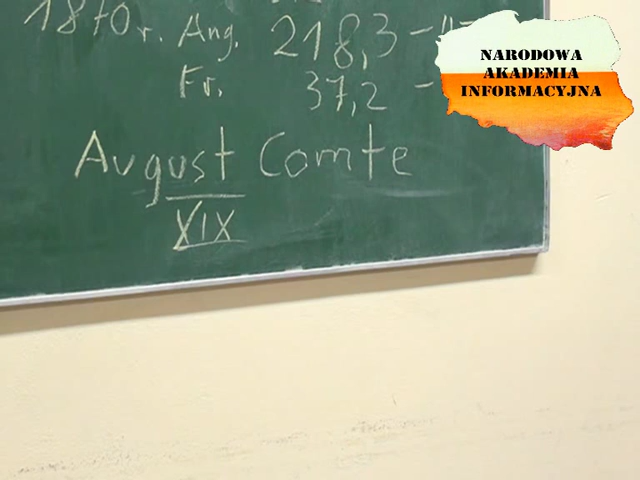 1870 r. Ang. 218,3 - " -
Fr. 37,2 -
August Comte
XIX
NARODOWA
AKADEMIA
INFORMACYJNA